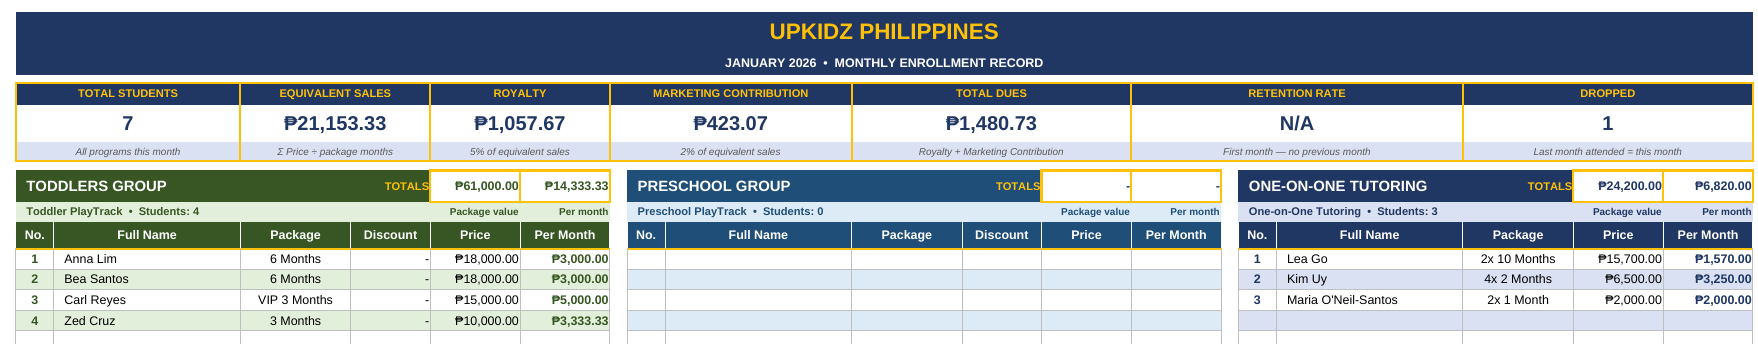 UPKIDZ PHILIPPINES
JANUARY 2026 • MONTHLY ENROLLMENT RECORD
TOTAL STUDENTS EQUIVALENT SALES ROYALTY MARKETING CONTRIBUTION TOTAL DUES RETENTION RATE DROPPED
7 ₱21,153.33 ₱1,057.67 ₱423.07 ₱1,480.73 N/A 1
All programs this month Σ Price ÷ package months 5% of equivalent sales 2% of equivalent sales Royalty + Marketing Contribution First month — no previous month Last month attended = this month
TODDLERS GROUP TOTALS ₱61,000.00 ₱14,333.33
Toddler PlayTrack • Students: 4 Package value Per month
No. Full Name Package Discount Price Per Month
1 Anna Lim 6 Months - ₱18,000.00 ₱3,000.00
2 Bea Santos 6 Months - ₱18,000.00 ₱3,000.00
3 Carl Reyes VIP 3 Months - ₱15,000.00 ₱5,000.00
4 Zed Cruz 3 Months - ₱10,000.00 ₱3,333.33
PRESCHOOL GROUP TOTALS - -
Preschool PlayTrack • Students: 0 Package value Per month
No. Full Name Package Discount Price Per Month
ONE-ON-ONE TUTORING TOTALS ₱24,200.00 ₱6,820.00
One-on-One Tutoring • Students: 3 Package value Per month
No. Full Name Package Price Per Month
1 Lea Go 2x 10 Months ₱15,700.00 ₱1,570.00
2 Kim Uy 4x 2 Months ₱6,500.00 ₱3,250.00
3 Maria O'Neil-Santos 2x 1 Month ₱2,000.00 ₱2,000.00